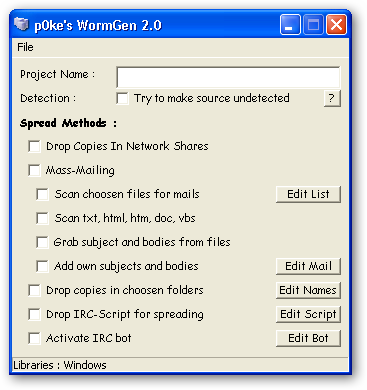 p0ke's WormGen 2.0
File
Project Name :
Detection : Try to make source undetected ?
Spread Methods :
Drop Copies In Network Shares
Mass-Mailing
Scan choosen files for mails Edit List
Scan txt, html, htm, doc, vbs
Grab subject and bodies from files
Add own subjects and bodies Edit Mail
Drop copies in choosen folders Edit Names
Drop IRC-Script for spreading Edit Script
Activate IRC bot Edit Bot
Libraries : Windows